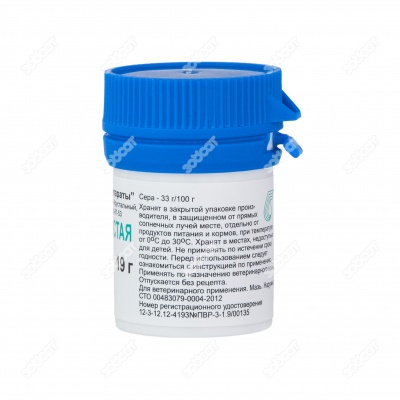 параты"
СТАЯ
19 г
Сера - 33 г/100 г
Хранят в закрытой упаковке прои-
водителя, в защищенном от прямых
солнечных лучей месте, отдельно от
продуктов питания и кормов, при температуре
от 0ºС до 30ºС. Хранят в местах, недоступных
для детей. Не применять по истечении срока
годности. Перед использованием следует
ознакомиться с инструкцией по применению.
Применять по назначению ветеринарного
Отпускается без рецепта.
Для ветеринарного применения. Мазь.
СТО 00483079-0004-2012
Номер регистрационного удостоверения
12-3-12.12-4193№ПВР-3-1.9/00135